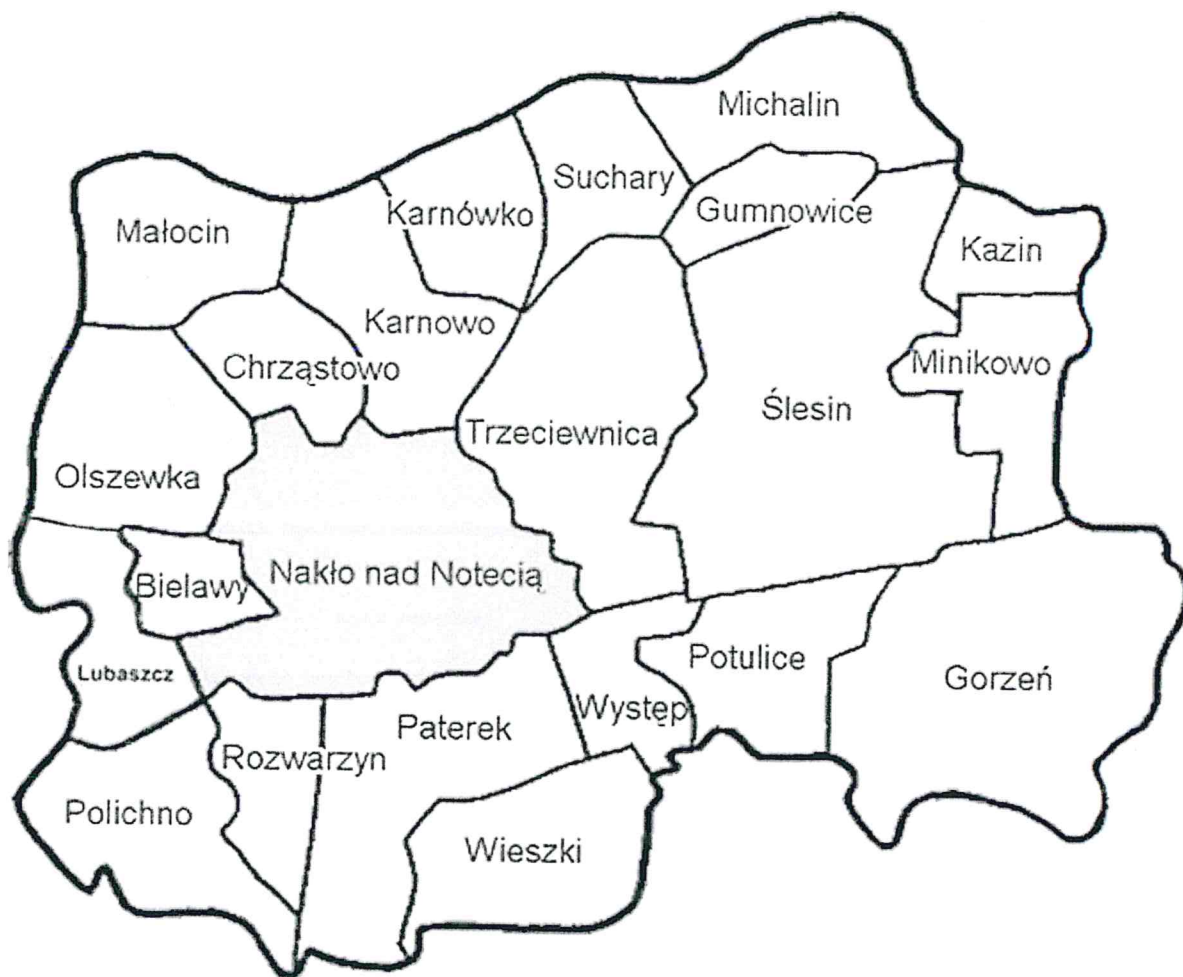 Michalin
Suchary
Karnówko
Gumnowice
Małocin
Kazin
Karnowo
Chrząstowo
Minikowo
Ślesin
Trzeciewnica
Olszewka
Nakło nad Notecią
Bielawy
Potulice
Lubaszcz
Gorzeń
Występ
Paterek
Rozwarzyn
Polichno
Wieszki